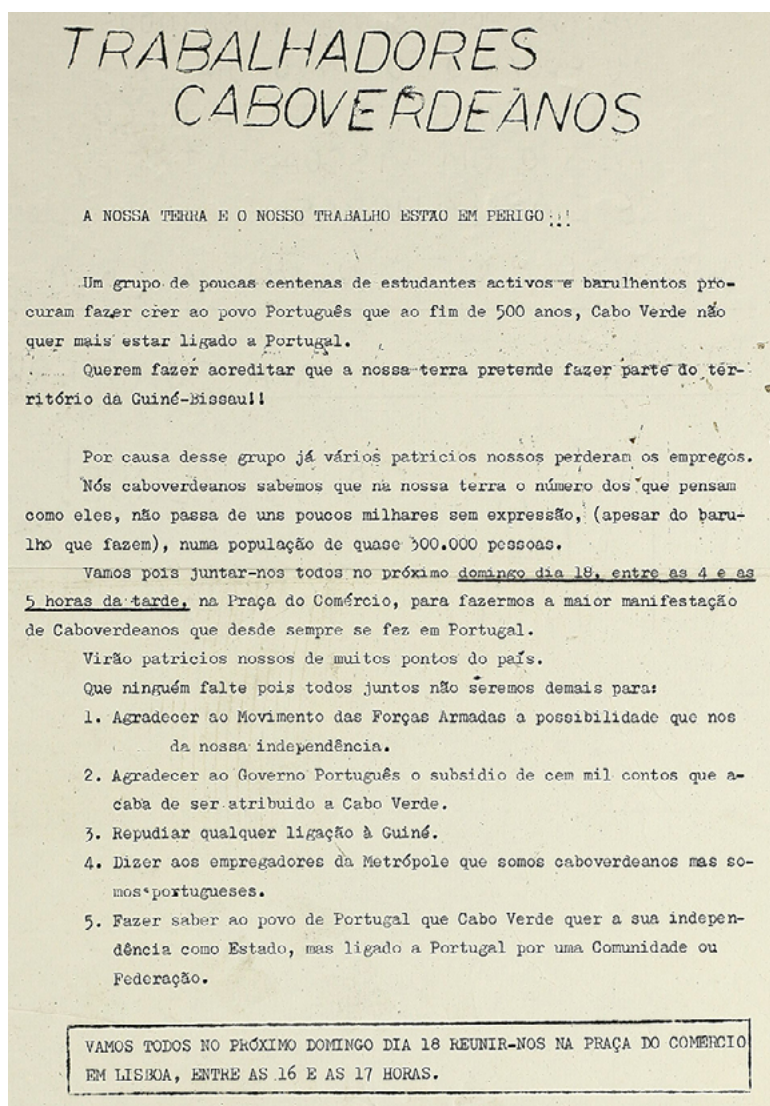 TRABALHADORES
CABOVERDEANOS
A NOSSA TERRA E O NOSSO TRABALHO ESTÃO EM PERIGO!!!
Um grupo de poucas centenas de estudantes activos e barulhentos pro-
curam fazer crer ao povo Português que ao fim de 500 anos, Cabo Verde não
quer mais estar ligado a Portugal.
Querem fazer acreditar que a nossa terra pretende fazer parte do ter-
ritório da Guiné-Bissau!!
Por causa desse grupo já vários patricios nossos perderam os empregos.
Nós caboverdeanos sabemos que na nossa terra o número dos que pensam
como eles, não passa de uns poucos milhares sem expressão, (apesar do baru-
lho que fazem), numa população de quase 300.000 pessoas.
Vamos pois juntar-nos todos no próximo domingo dia 18, entre as 4 e as
5 horas da tarde, na Praça do Comércio, para fazermos a maior manifestação
de Caboverdeanos que desde sempre se fez em Portugal.
Virão patricios nossos de muitos pontos do país.
Que ninguém falte pois todos juntos não seremos demais para:
1. Agradecer ao Movimento das Forças Armadas a possibilidade que nos
da nossa independência.
2. Agradecer ao Governo Português o subsidio de cem mil contos que a-
caba de ser atribuido a Cabo Verde.
3. Repudiar qualquer ligação à Guiné.
4. Dizer aos empregadores da Metrópole que somos caboverdeanos mas so-
mos portugueses.
5. Fazer saber ao povo de Portugal que Cabo Verde quer a sua indepen-
dência como Estado, mas ligado a Portugal por uma Comunidade ou
Federação.
VAMOS TODOS NO PRÓXIMO DOMINGO DIA 18 REUNIR-NOS NA PRAÇA DO COMERCIO
EM LISBOA, ENTRE AS 16 E AS 17 HORAS.